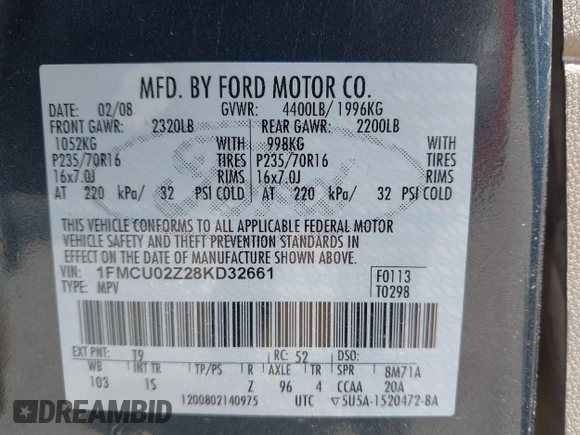 MFD. BY FORD MOTOR CO.
DATE: 02/08 GVWR: 4400LB/ 1996KG
FRONT GAWR: 2320LB REAR GAWR: 2200LB
1052KG WITH 998KG WITH
P235/70R16 TIRES P235/70R16 TIRES
16x7.0J RIMS 16x7.0J RIMS
AT 220 kPa/ 32 PSI COLD AT 220 kPa/ 32 PSI COLD
THIS VEHICLE CONFORMS TO ALL APPLICABLE FEDERAL MOTOR
VEHICLE SAFETY AND THEFT PREVENTION STANDARDS IN
EFFECT ON THE DATE OF MANUFACTURE SHOWN ABOVE.
VIN: 1FMCU02Z28KD32661 F0113
TYPE: MPV T0298
EXT PNT: T9 RC: 52 DSO:
WB INT TR TP/PS R AXLE TR SPR 8M71A
103 1S Z 96 4 CCAA 20A
1200802140975 UTC ▽5U5A-1520472-BA
DREAMBID